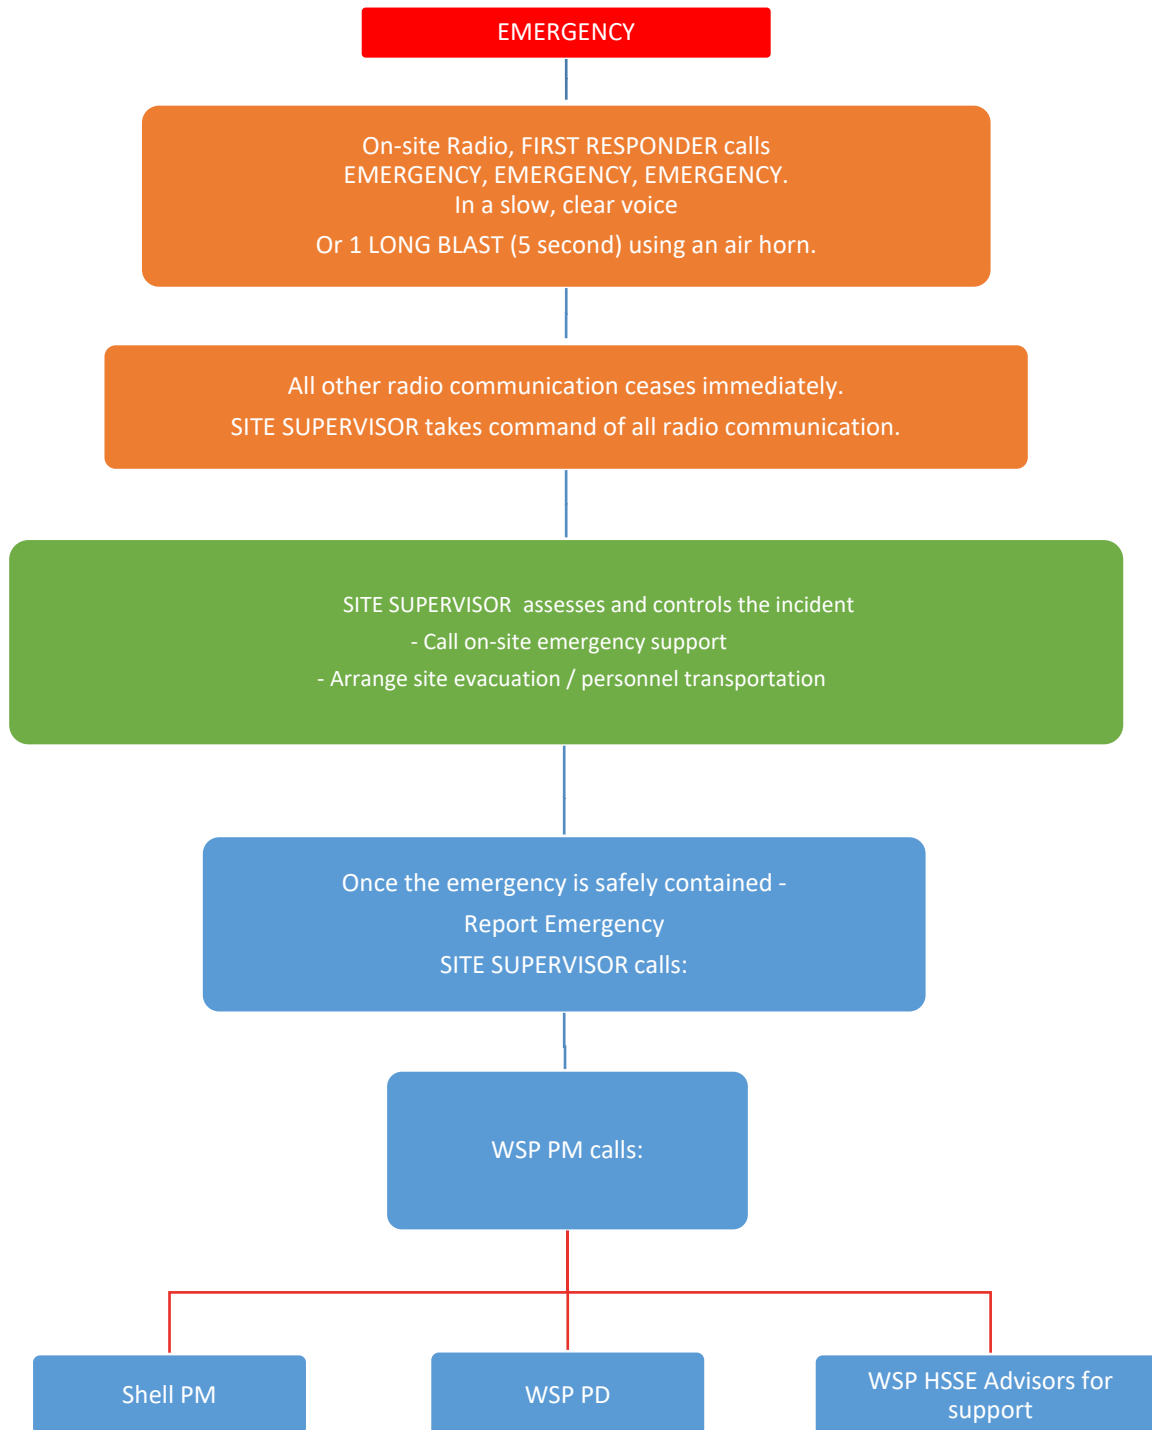 EMERGENCY
On-site Radio, FIRST RESPONDER calls
EMERGENCY, EMERGENCY, EMERGENCY.
In a slow, clear voice
Or 1 LONG BLAST (5 second) using an air horn.
All other radio communication ceases immediately.
SITE SUPERVISOR takes command of all radio communication.
SITE SUPERVISOR assesses and controls the incident
- Call on-site emergency support
- Arrange site evacuation / personnel transportation
Once the emergency is safely contained -
Report Emergency
SITE SUPERVISOR calls:
WSP PM calls:
Shell PM
WSP PD
WSP HSSE Advisors for
support